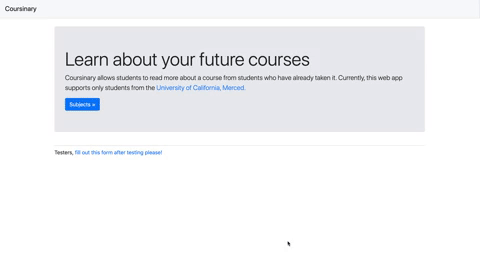 Coursinary
Learn about your future courses
Coursinary allows students to read more about a course from students who have already taken it. Currently, this web app
supports only students from the University of California, Merced.
Subjects »
Testers, fill out this form after testing please!